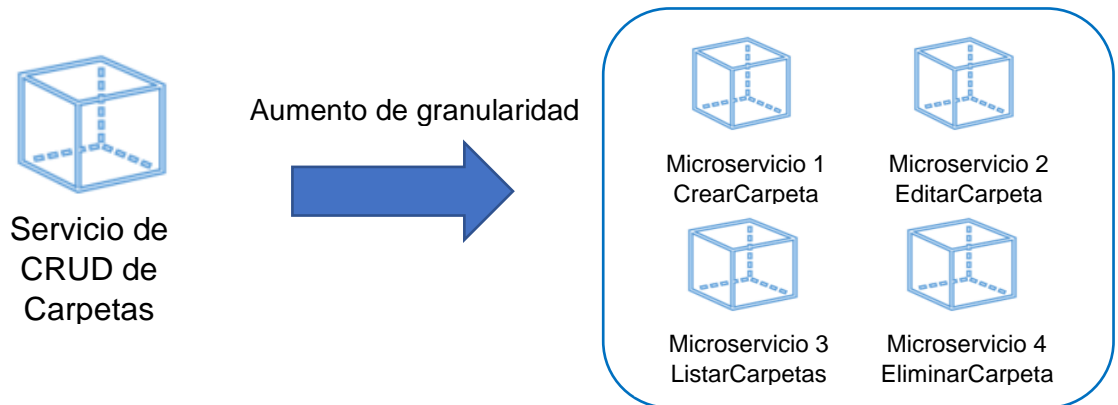 Servicio de
CRUD de
Carpetas
Aumento de granularidad
Microservicio 1
CrearCarpeta
Microservicio 2
EditarCarpeta
Microservicio 3
ListarCarpetas
Microservicio 4
EliminarCarpeta